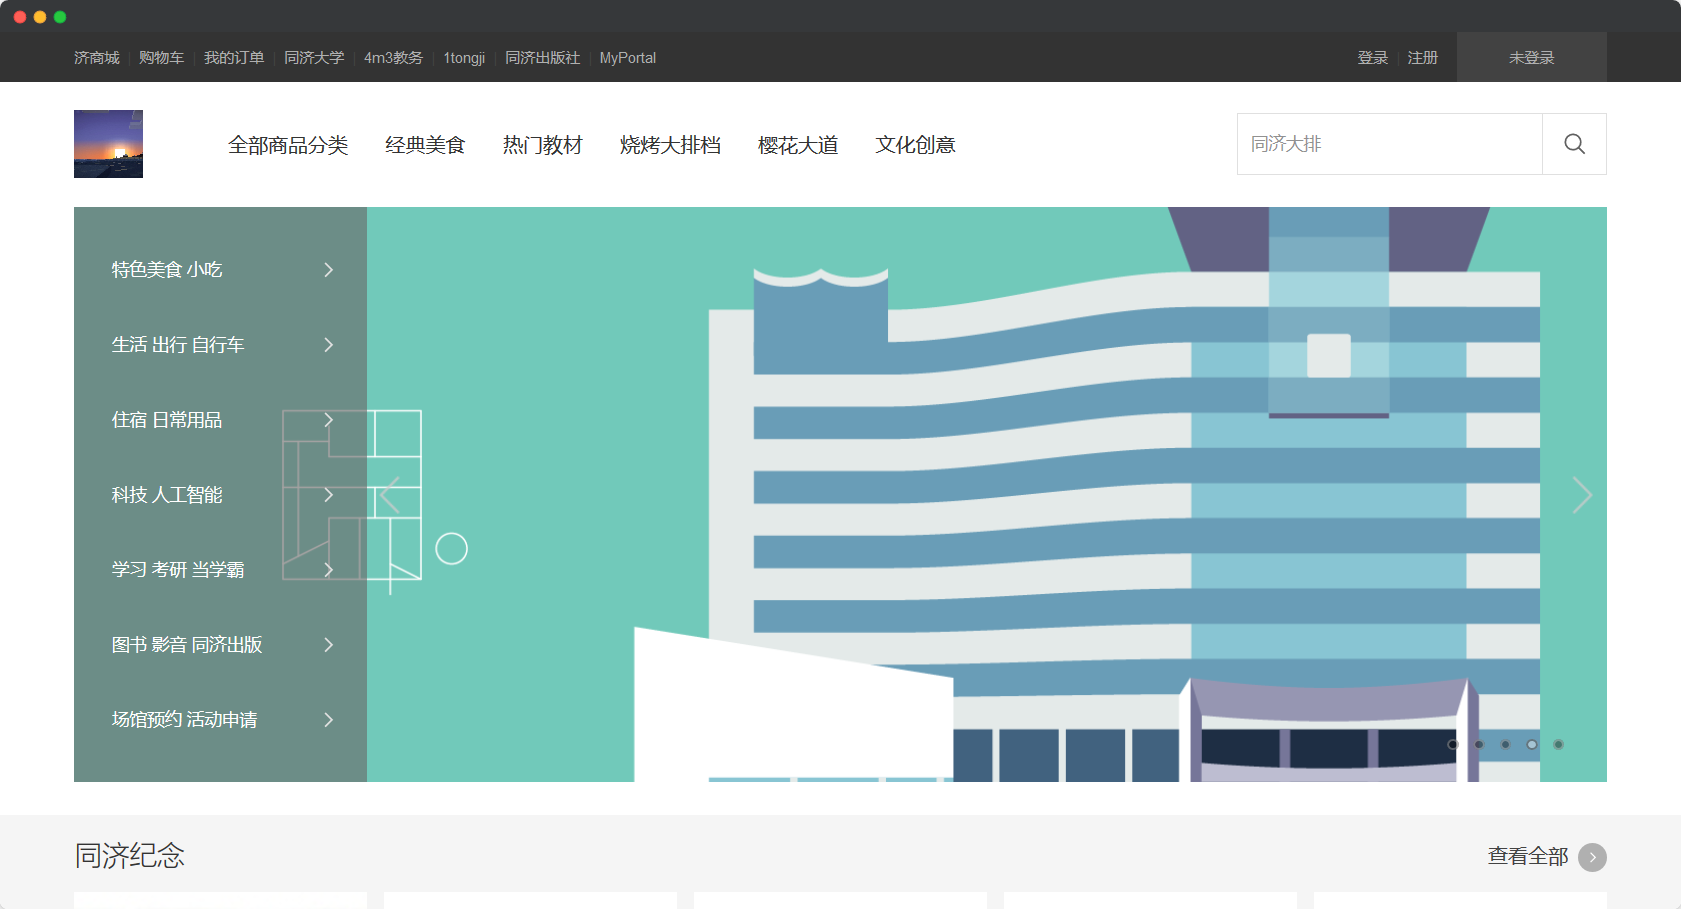 济商城 购物车 我的订单 同济大学 4m3教务 1tongji 同济出版社 MyPortal 登录 注册 未登录
全部商品分类 经典美食 热门教材 烧烤大排档 樱花大道 文化创意 同济大排
特色美食 小吃
生活 出行 自行车
住宿 日常用品
科技 人工智能
学习 考研 当学霸
图书 影音 同济出版
场馆预约 活动申请
同济纪念 查看全部